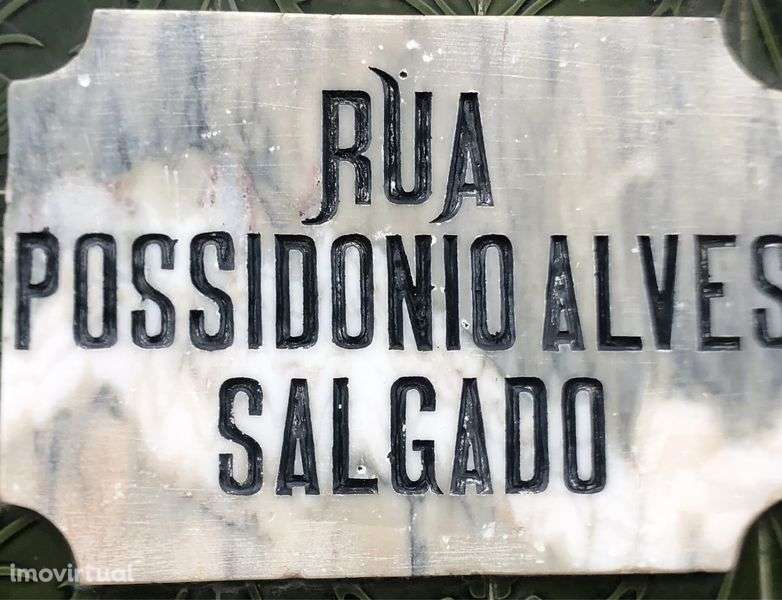 RUA
POSSIDONIO ALVES
SALGADO
imovirtual